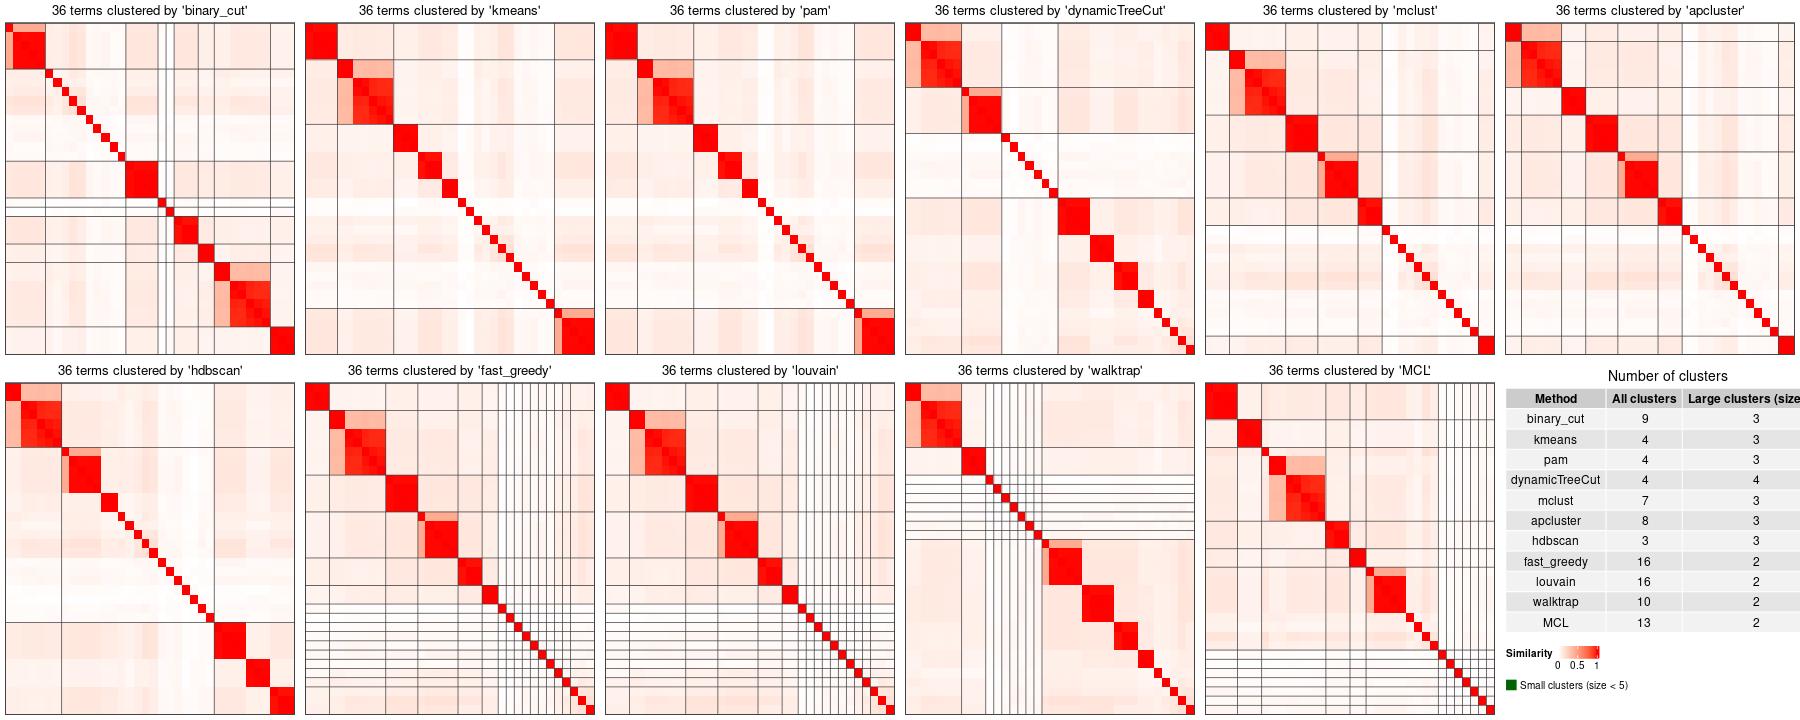 36 terms clustered by 'binary_cut'
36 terms clustered by 'kmeans'
36 terms clustered by 'pam'
36 terms clustered by 'dynamicTreeCut'
36 terms clustered by 'mclust'
36 terms clustered by 'apcluster'
36 terms clustered by 'hdbscan'
36 terms clustered by 'fast_greedy'
36 terms clustered by 'louvain'
36 terms clustered by 'walktrap'
36 terms clustered by 'MCL'
Number of clusters
Method All clusters Large clusters (size
binary_cut 9 3
kmeans 4 3
pam 4 3
dynamicTreeCut 4 4
mclust 7 3
apcluster 8 3
hdbscan 3 3
fast_greedy 16 2
louvain 16 2
walktrap 10 2
MCL 13 2
Similarity
0 0.5 1
Small clusters (size < 5)